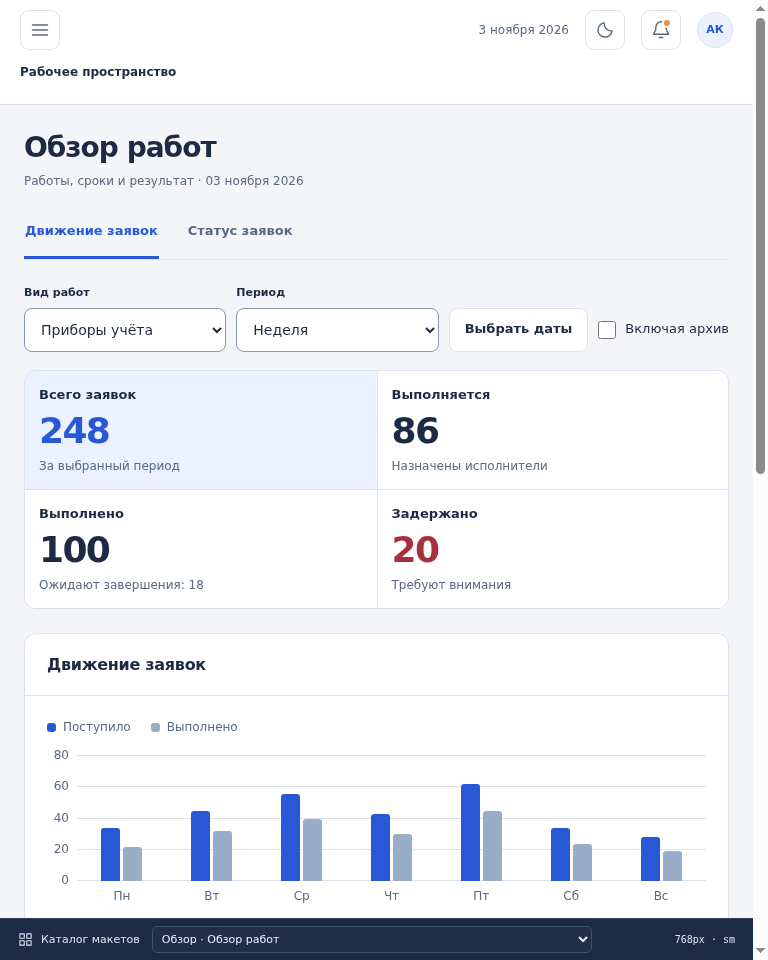 3 ноября 2026
АК
Рабочее пространство
Обзор работ
Работы, сроки и результат · 03 ноября 2026
Движение заявок
Статус заявок
Вид работ
Период
Приборы учёта
Неделя
Выбрать даты
Включая архив
Всего заявок
248
За выбранный период
Выполняется
86
Назначены исполнители
Выполнено
100
Ожидают завершения: 18
Задержано
20
Требуют внимания
Движение заявок
Поступило
Выполнено
80
60
40
20
0
Пн
Вт
Ср
Чт
Пт
Сб
Вс
Каталог макетов
Обзор · Обзор работ
768px · sm